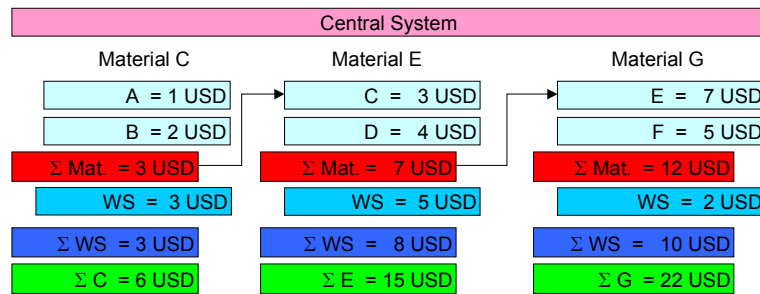 Central System
Material C
A = 1 USD
B = 2 USD
Σ Mat. = 3 USD
WS = 3 USD
Σ WS = 3 USD
Σ C = 6 USD
Material E
C = 3 USD
D = 4 USD
Σ Mat. = 7 USD
WS = 5 USD
Σ WS = 8 USD
Σ E = 15 USD
Material G
E = 7 USD
F = 5 USD
Σ Mat. = 12 USD
WS = 2 USD
Σ WS = 10 USD
Σ G = 22 USD